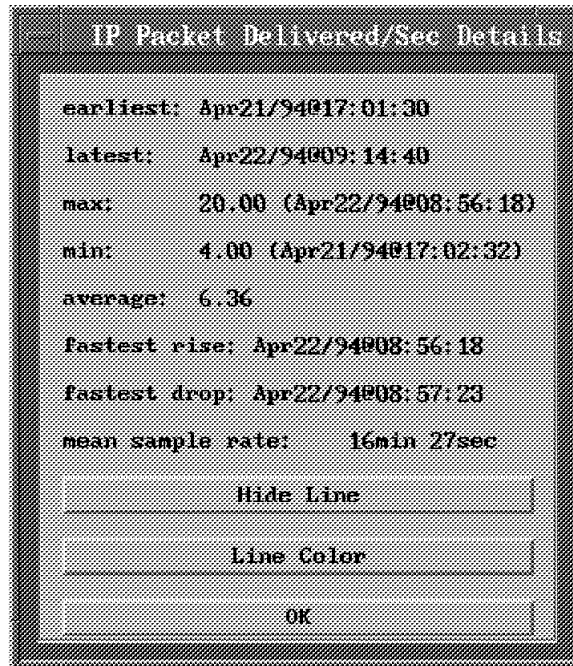 IP Packet Delivered/Sec Details
earliest: Apr21/94@17:01:30
latest: Apr22/94@09:14:40
max: 20.00 (Apr22/94@08:56:18)
min: 4.00 (Apr21/94@17:02:32)
average: 6.36
fastest rise: Apr22/94@08:56:18
fastest drop: Apr22/94@08:57:23
mean sample rate: 16min 27sec
Hide Line
Line Color
OK